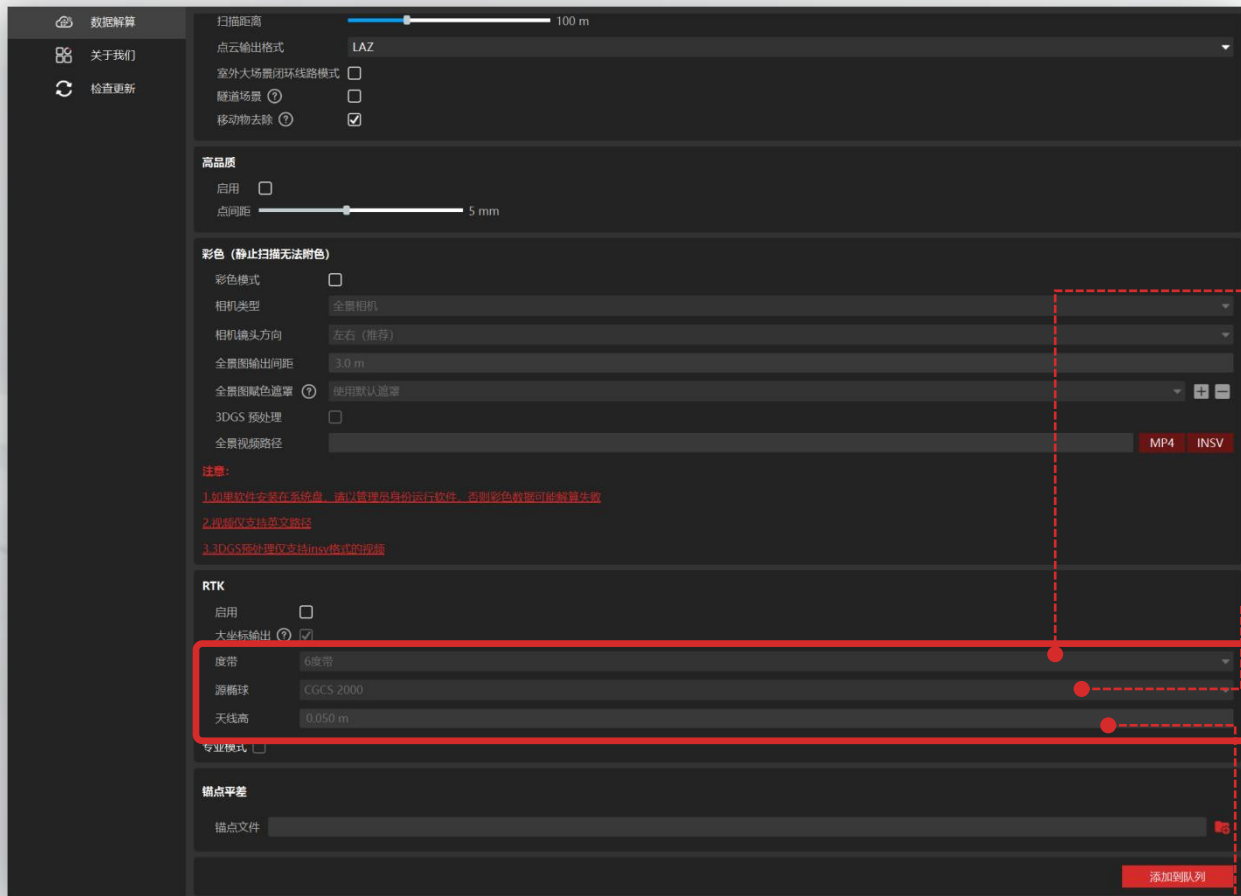 数据解算
关于我们
检查更新
扫描距离 100 m
点云输出格式 LAZ
室外大场景闭环线路模式
隧道场景 ?
移动物去除 ?
高品质
启用
点间距 5 mm
彩色（静止扫描无法附色）
彩色模式
相机类型 全景相机
相机镜头方向 左右（推荐）
全景图输出间距 3.0 m
全景图赋色遮罩 ? 使用默认遮罩
3DGS 预处理
全景视频路径 MP4 INSV
注意：
1.如果软件安装在系统盘，请以管理员身份运行软件，否则彩色数据可能解算失败
2.视频仅支持英文路径
3.3DGS预处理仅支持insv格式的视频
RTK
启用
大坐标输出 ?
度带 6度带
源椭球 CGCS 2000
天线高 0.050 m
专业模式
锚点平差
锚点文件
添加到队列